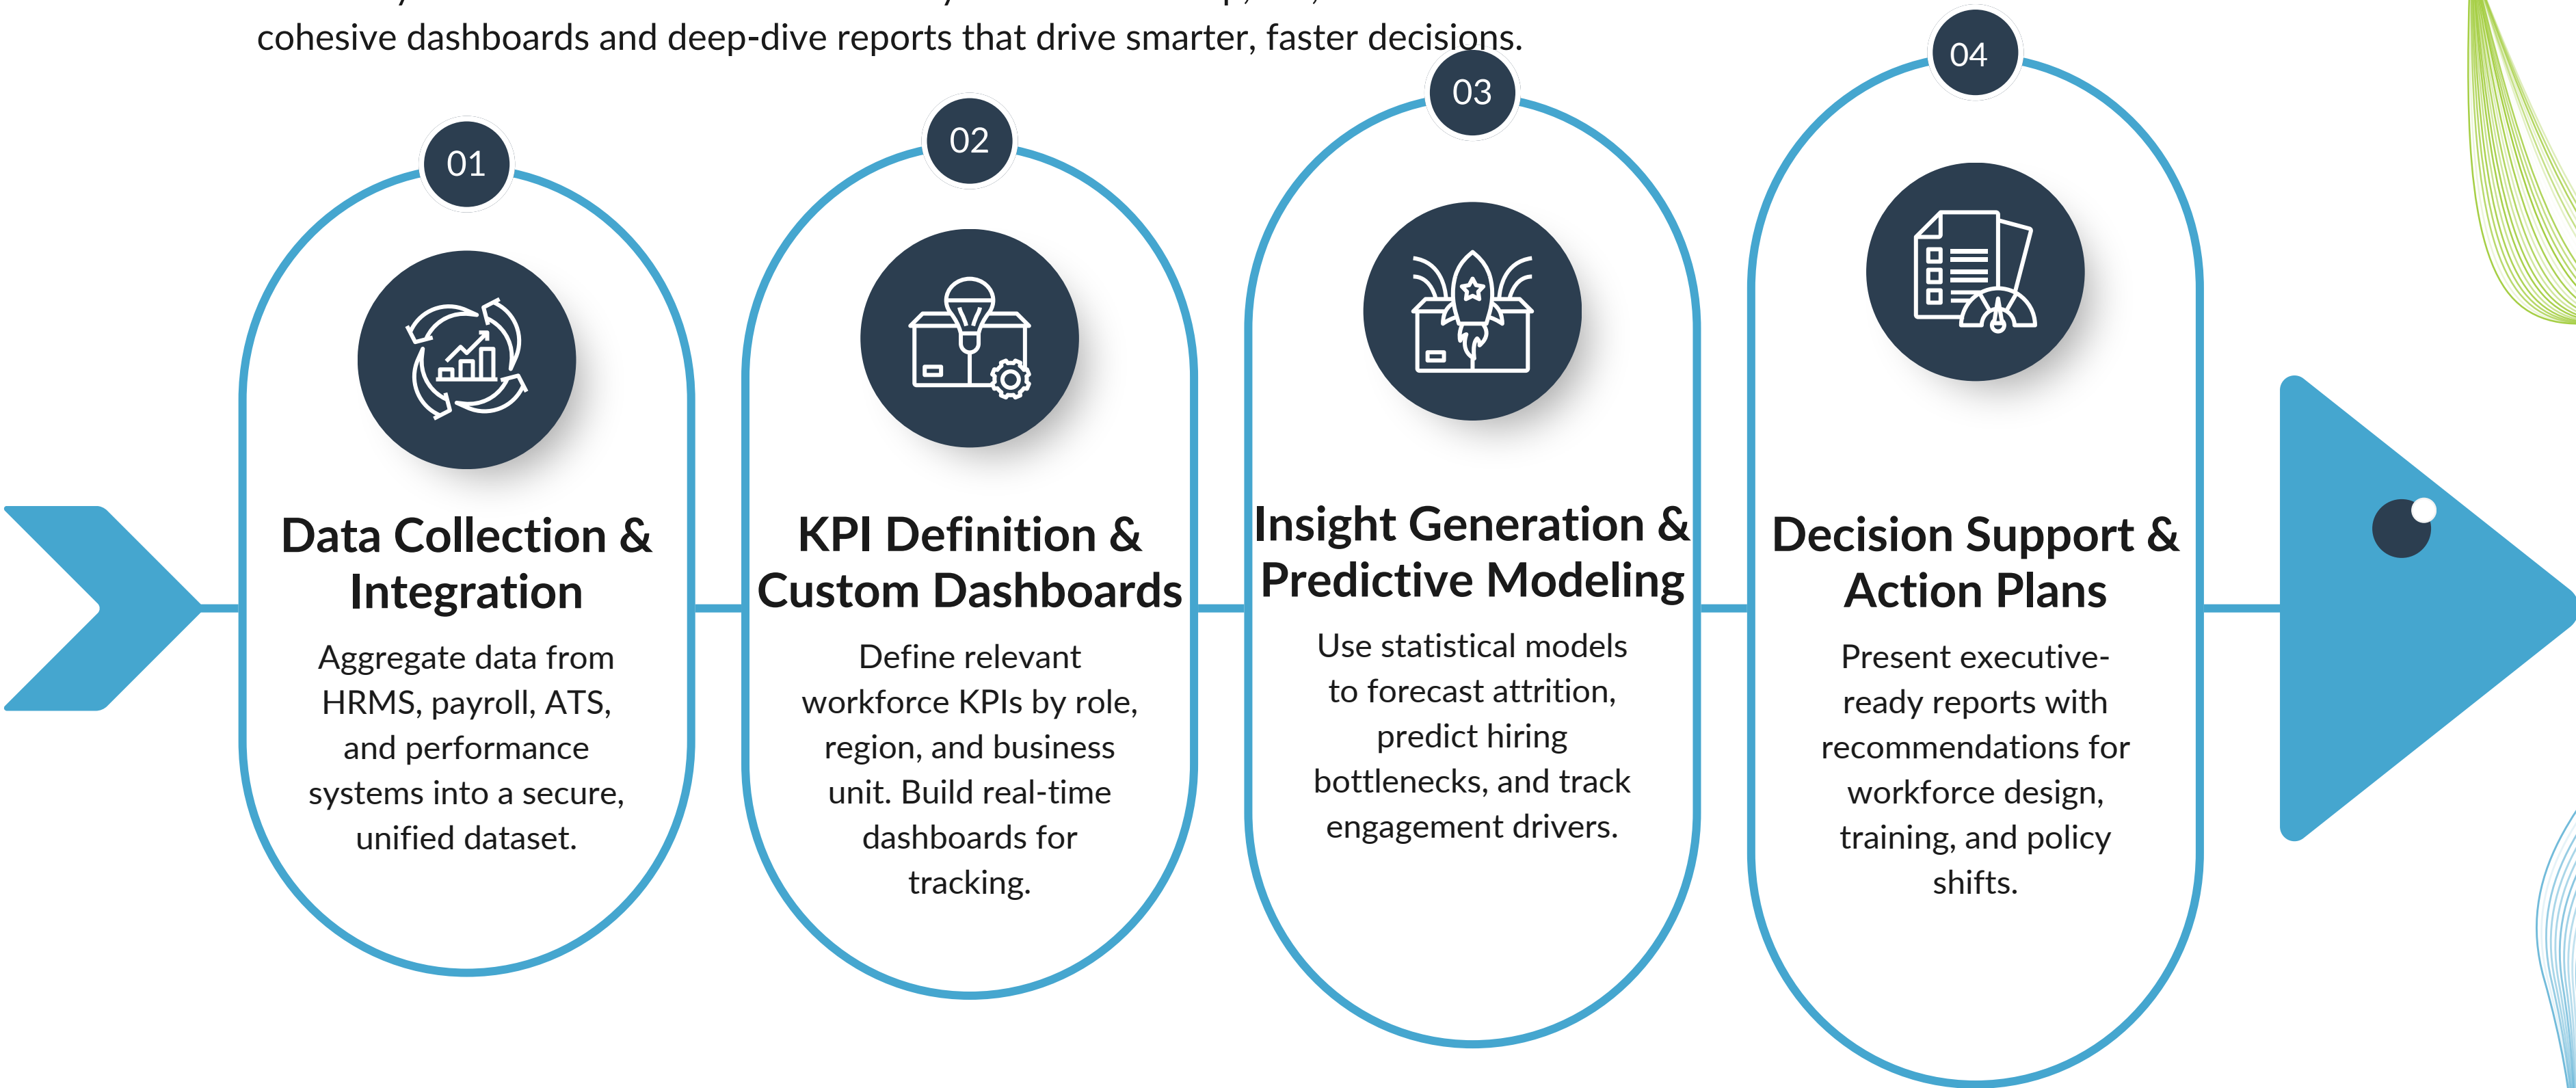 cohesive dashboards and deep-dive reports that drive smarter, faster decisions.
01
Data Collection &
Integration
Aggregate data from
HRMS, payroll, ATS,
and performance
systems into a secure,
unified dataset.
02
KPI Definition &
Custom Dashboards
Define relevant
workforce KPIs by role,
region, and business
unit. Build real-time
dashboards for
tracking.
03
Insight Generation &
Predictive Modeling
Use statistical models
to forecast attrition,
predict hiring
bottlenecks, and track
engagement drivers.
04
Decision Support &
Action Plans
Present executive-
ready reports with
recommendations for
workforce design,
training, and policy
shifts.